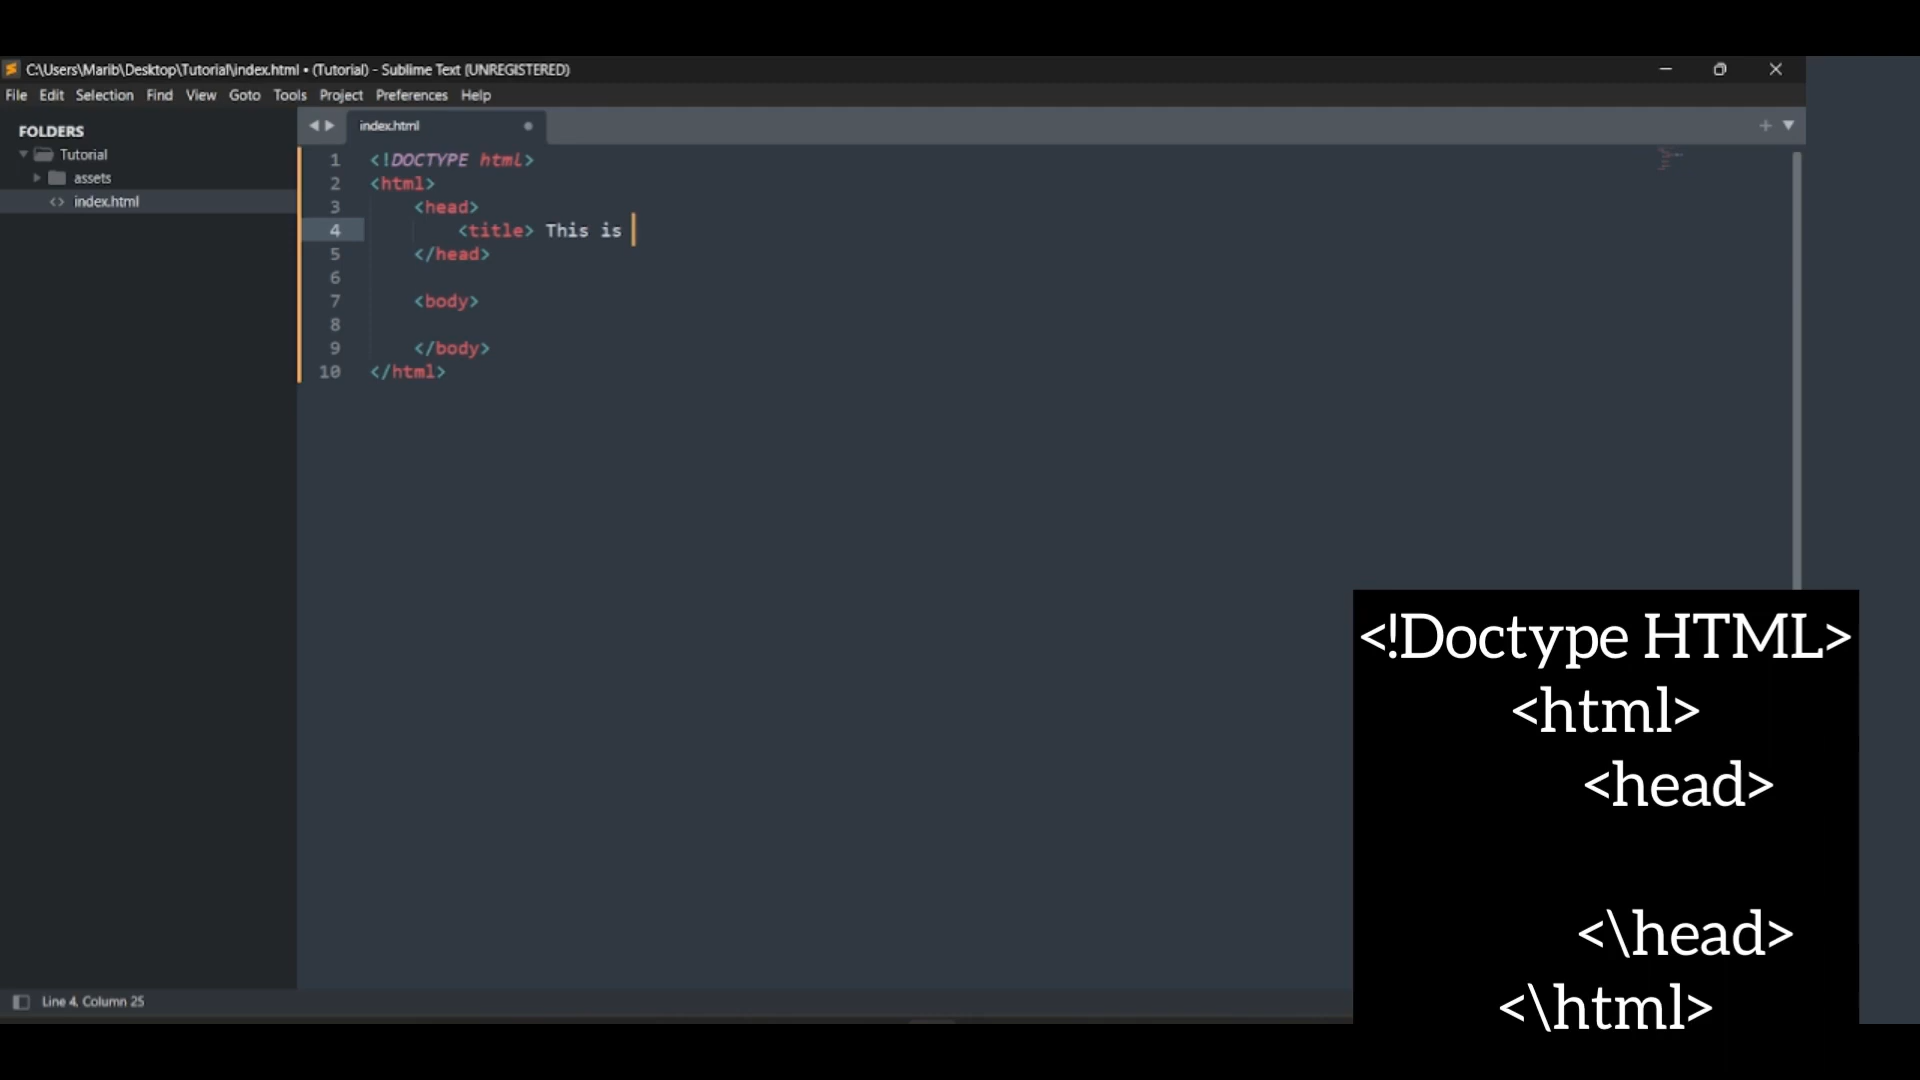 C:\Users\Marib\Desktop\Tutorial\index.html • (Tutorial) - Sublime Text (UNREGISTERED)
File Edit Selection Find View Goto Tools Project Preferences Help
FOLDERS
Tutorial
assets
<> index.html
index.html
1 <!DOCTYPE html>
2 <html>
3 <head>
4 <title> This is
5 </head>
6
7 <body>
8
9 </body>
10 </html>
<!Doctype HTML>
<html>
<head>
<\head>
<\html>
Line 4, Column 25